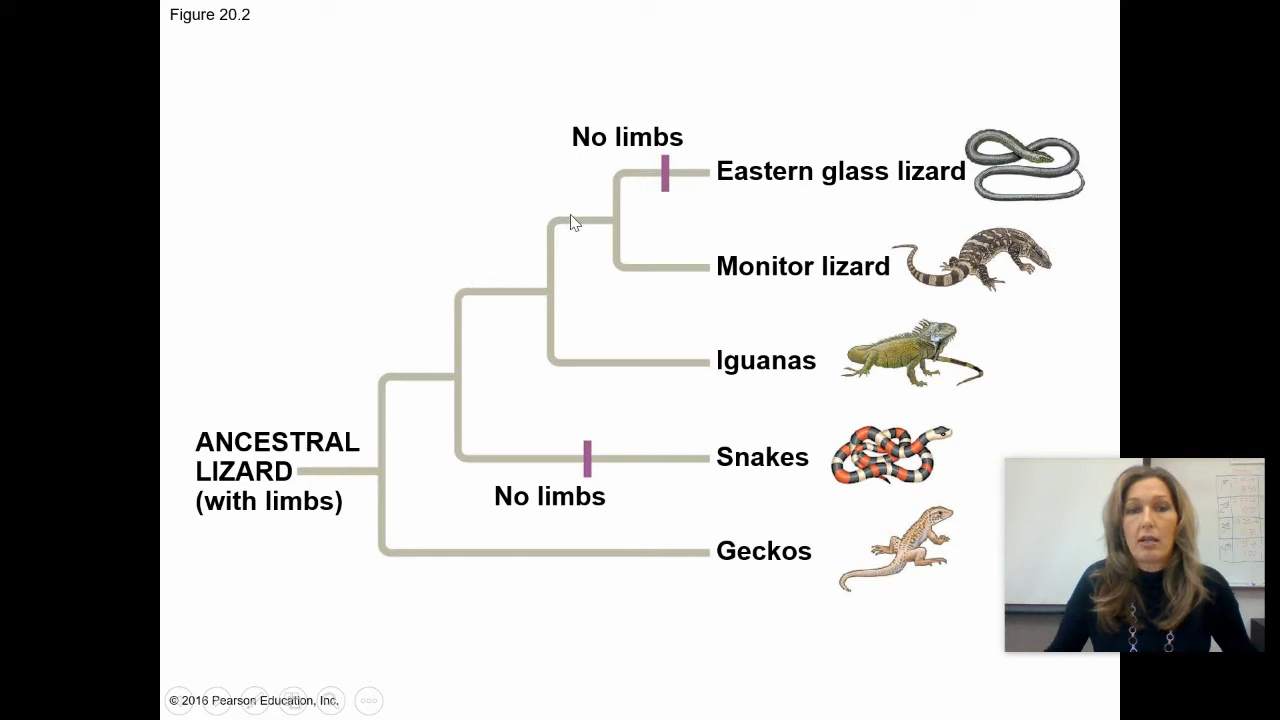 Figure 20.2
No limbs
Eastern glass lizard
Monitor lizard
Iguanas
ANCESTRAL
LIZARD
(with limbs)
Snakes
No limbs
Geckos
© 2016 Pearson Education, Inc.